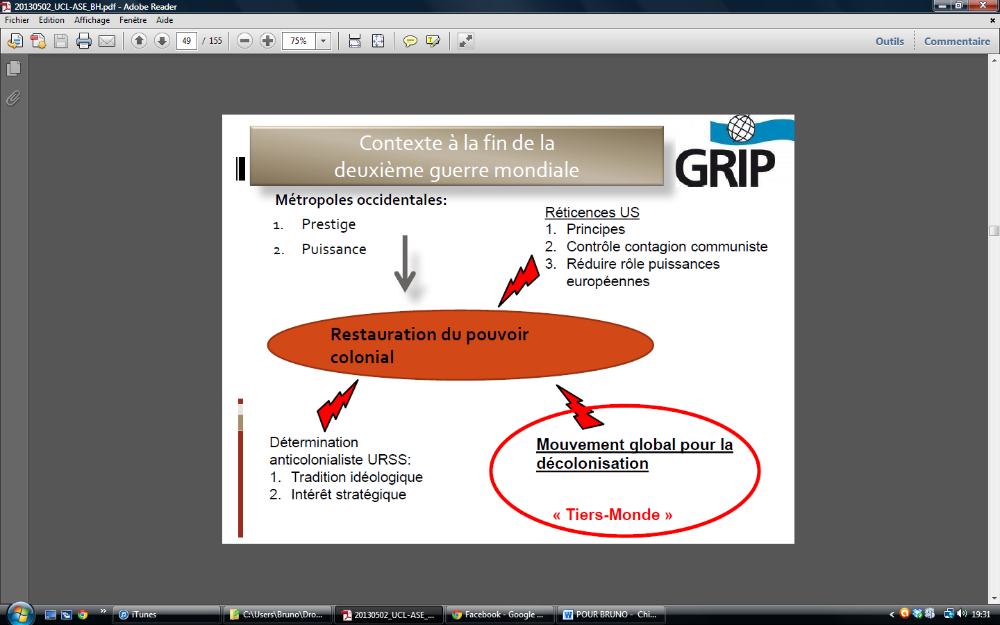 20130502_UCL-ASE_BH.pdf - Adobe Reader
Fichier Edition Affichage Fenêtre Aide
49 / 155 75% Outils Commentaire
Contexte à la fin de la
deuxième guerre mondiale
GRIP
Métropoles occidentales:
1. Prestige
2. Puissance
Réticences US
1. Principes
2. Contrôle contagion communiste
3. Réduire rôle puissances
européennes
Restauration du pouvoir
colonial
Détermination
anticolonialiste URSS:
1. Tradition idéologique
2. Intérêt stratégique
Mouvement global pour la
décolonisation
« Tiers-Monde »
iTunes C:\Users\Bruno\Dro... 20130502_UCL-ASE_... Facebook - Google ... POUR BRUNO - Chi... 19:31